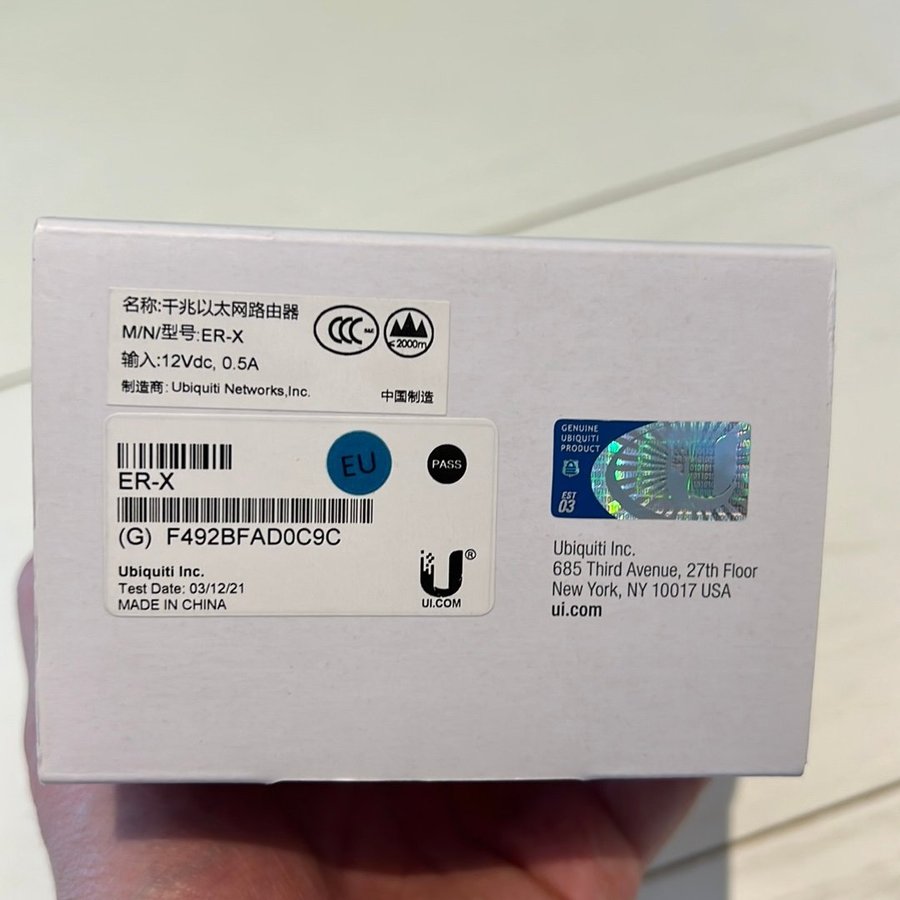 名称:千兆以太网路由器
M/N/型号:ER-X
输入:12Vdc, 0.5A
制造商: Ubiquiti Networks,Inc.
中国制造
≤2000m
ER-X
EU
PASS
(G) F492BFAD0C9C
Ubiquiti Inc.
Test Date: 03/12/21
MADE IN CHINA
U®
UI.COM
GENUINE
UBIQUITI
PRODUCT
EST
03
Ubiquiti Inc.
685 Third Avenue, 27th Floor
New York, NY 10017 USA
ui.com